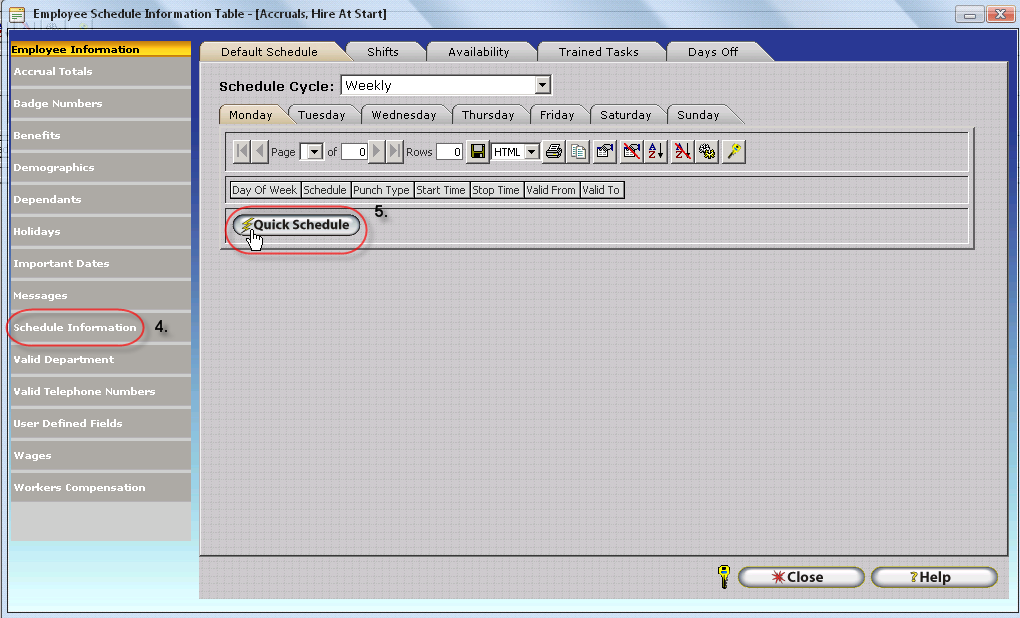 Employee Schedule Information Table - [Accruals, Hire At Start]
Employee Information
Accrual Totals
Badge Numbers
Benefits
Demographics
Dependants
Holidays
Important Dates
Messages
Schedule Information 4.
Valid Department
Valid Telephone Numbers
User Defined Fields
Wages
Workers Compensation
Default Schedule Shifts Availability Trained Tasks Days Off
Schedule Cycle: Weekly
Monday Tuesday Wednesday Thursday Friday Saturday Sunday
Page of 0 Rows 0 HTML
Day Of Week Schedule Punch Type Start Time Stop Time Valid From Valid To
Quick Schedule 5.
Close ?Help